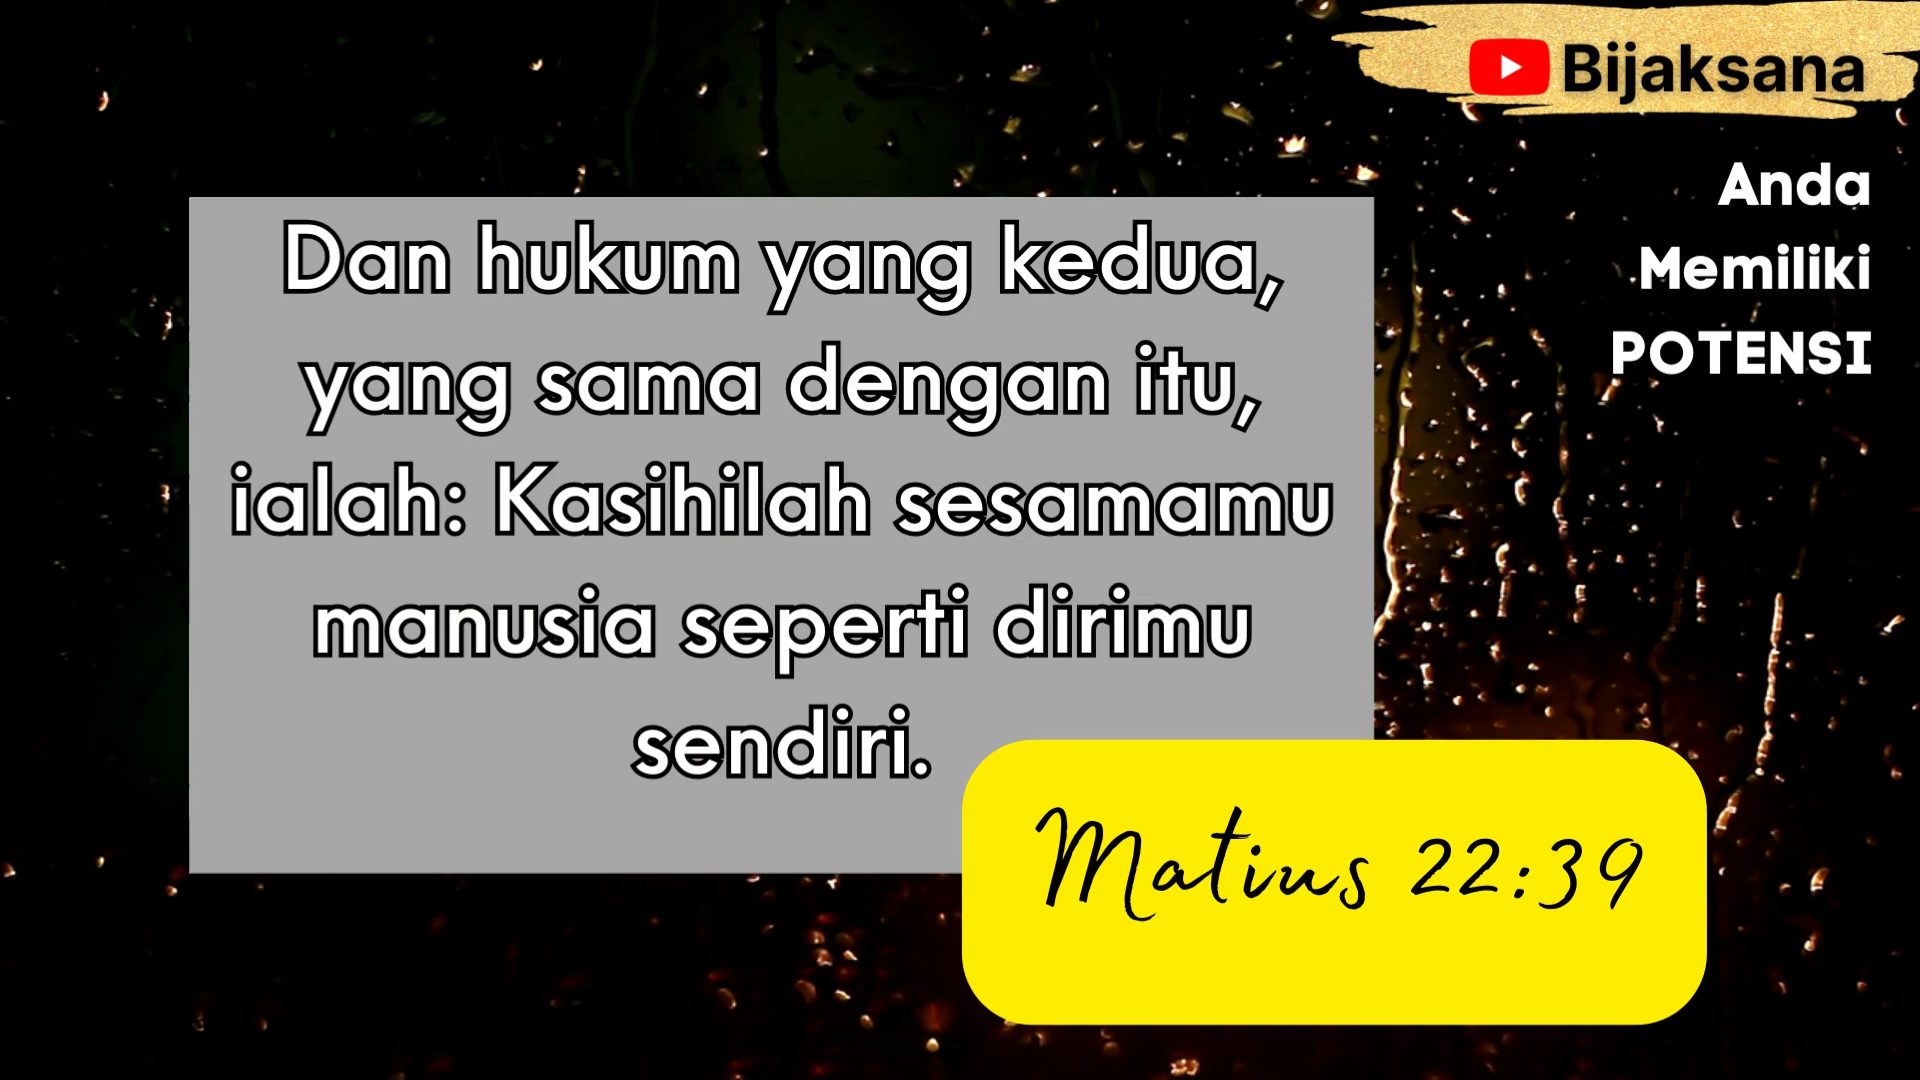 Bijaksana
Anda
Memiliki
POTENSI
Dan hukum yang kedua,
yang sama dengan itu,
ialah: Kasihilah sesamamu
manusia seperti dirimu
sendiri.
Matius 22:39